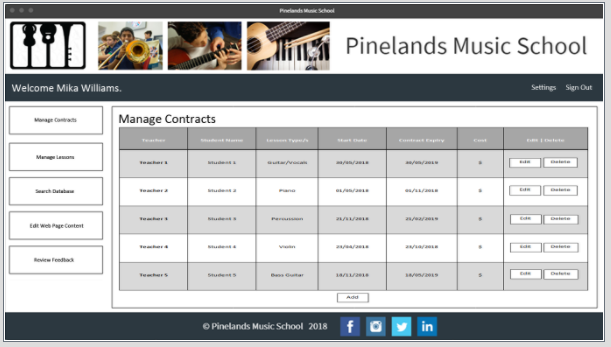 Pinelands Music School
Pinelands Music School
Welcome Mika Williams.
Settings Sign Out
Manage Contracts
Manage Lessons
Search Database
Edit Web Page Content
Review Feedback
Manage Contracts
Teacher Student Name Lesson Type/s Start Date Contract Expiry Cost Edit | Delete
Teacher 1 Student 1 Guitar/Vocals 20/05/2018 20/05/2019 $ Edit Delete
Teacher 2 Student 2 Piano 01/05/2018 01/11/2018 $ Edit Delete
Teacher 3 Student 3 Percussion 21/11/2018 21/02/2019 $ Edit Delete
Teacher 4 Student 4 Violin 23/04/2018 23/10/2018 $ Edit Delete
Teacher 5 Student 5 Bass Guitar 18/11/2018 18/05/2019 $ Edit Delete
Add
© Pinelands Music School 2018